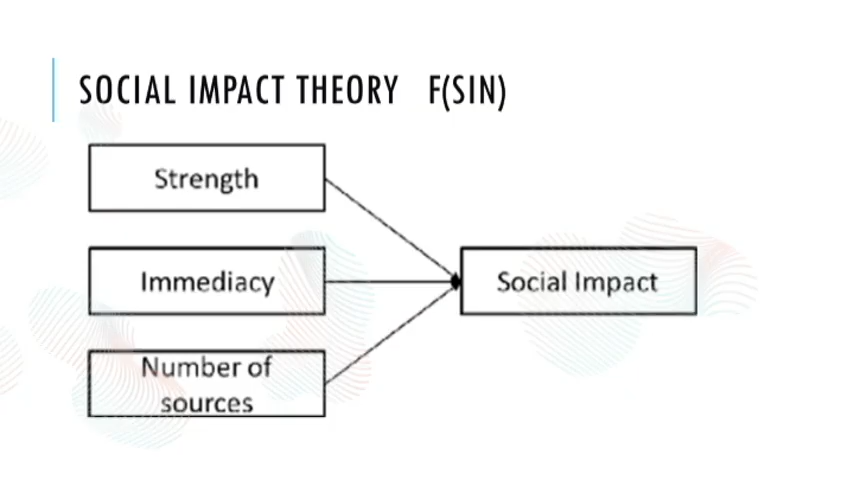 SOCIAL IMPACT THEORY F(SIN)
Strength
Immediacy
Social Impact
Number of
sources